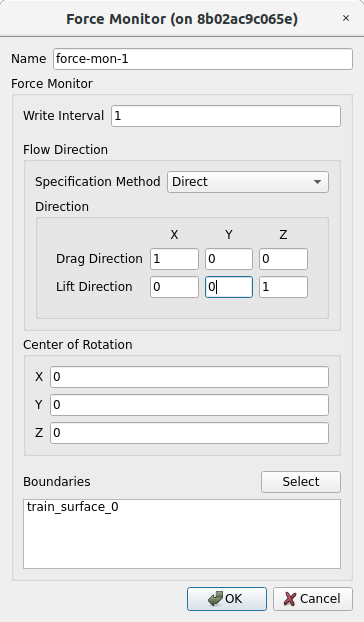 Force Monitor (on 8b02ac9c065e) ×
Name force-mon-1
Force Monitor
Write Interval 1
Flow Direction
Specification Method Direct
Direction
X Y Z
Drag Direction 1 0 0
Lift Direction 0 0 1
Center of Rotation
X 0
Y 0
Z 0
Boundaries Select
train_surface_0
OK Cancel